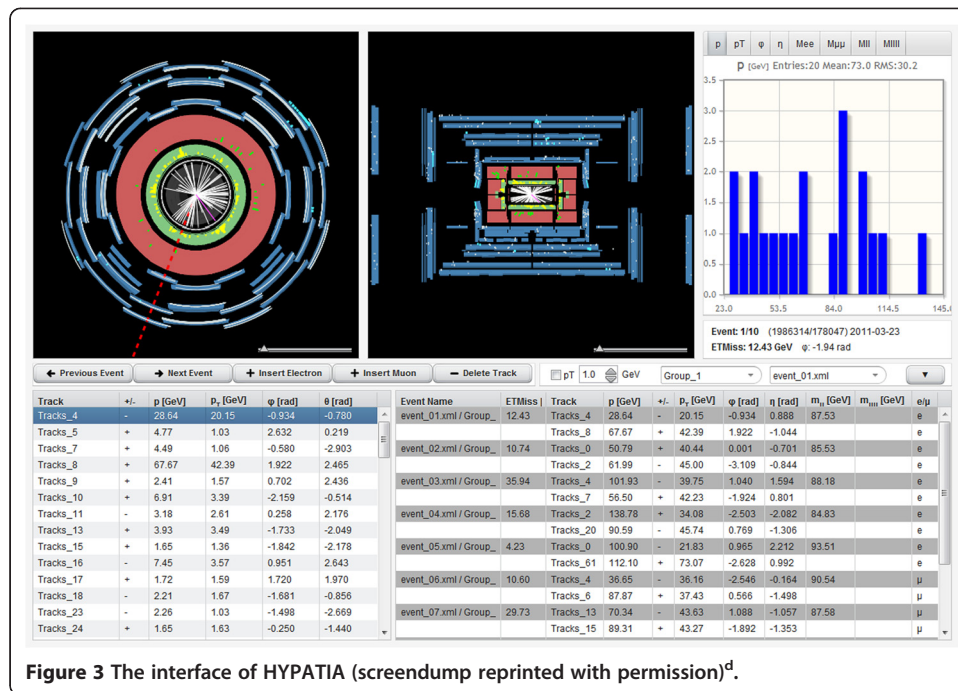 p pT φ η Mee Mμμ Mll Mllll
p [GeV] Entries:20 Mean:73.0 RMS:30.2
3.5
3.0
2.5
2.0
1.5
1.0
0.5
0.0
23.0 53.5 84.0 114.5 145.0
Event: 1/10 (1986314/178047) 2011-03-23
ETMiss: 12.43 GeV φ: -1.94 rad
Previous Event Next Event + Insert Electron + Insert Muon − Delete Track pT 1.0 GeV Group_1 event_01.xml
Track +/- p [GeV] pT [GeV] φ [rad] θ [rad]
Tracks_4 - 28.64 20.15 -0.934 -0.780
Tracks_5 + 4.77 1.03 2.632 0.219
Tracks_7 + 4.49 1.06 -0.580 -2.903
Tracks_8 + 67.67 42.39 1.922 2.465
Tracks_9 + 2.41 1.57 0.702 2.436
Tracks_10 + 6.91 3.39 -2.159 -0.514
Tracks_11 - 3.18 2.61 0.258 2.176
Tracks_13 + 3.93 3.49 -1.733 -2.049
Tracks_15 + 1.65 1.36 -1.842 -2.178
Tracks_16 - 7.45 3.57 0.951 2.643
Tracks_17 + 1.72 1.59 1.720 1.970
Tracks_18 - 2.21 1.67 -1.681 -0.856
Tracks_23 - 2.26 1.03 -1.498 -2.669
Tracks_24 + 1.65 1.63 -0.250 -1.440
Event Name ETMiss Track p [GeV] +/- pT [GeV] φ [rad] η [rad] mll [GeV] mllll [GeV] e/μ
event_01.xml / Group_ 12.43 Tracks_4 28.64 - 20.15 -0.934 0.888 87.53 e
Tracks_8 67.67 + 42.39 1.922 -1.044 e
event_02.xml / Group_ 10.74 Tracks_0 50.79 + 40.44 0.001 -0.701 85.53 e
Tracks_2 61.99 - 45.00 -3.109 -0.844 e
event_03.xml / Group_ 35.94 Tracks_4 101.93 - 39.75 1.040 1.594 88.18 e
Tracks_7 56.50 + 42.23 -1.924 0.801 e
event_04.xml / Group_ 15.68 Tracks_2 138.78 + 34.08 -2.503 -2.082 84.83 e
Tracks_20 90.59 - 45.74 0.769 -1.306 e
event_05.xml / Group_ 4.23 Tracks_0 100.90 - 21.83 0.965 2.212 93.51 e
Tracks_61 112.10 + 73.07 -2.628 0.992 e
event_06.xml / Group_ 10.60 Tracks_4 36.65 - 36.16 -2.546 -0.164 90.54 μ
Tracks_6 87.87 + 37.43 0.566 -1.498 μ
event_07.xml / Group_ 29.73 Tracks_13 70.34 - 43.63 1.088 -1.057 87.58 μ
Tracks_15 89.31 + 43.27 -1.892 -1.353 μ
Figure 3 The interface of HYPATIA (screendump reprinted with permission)d.